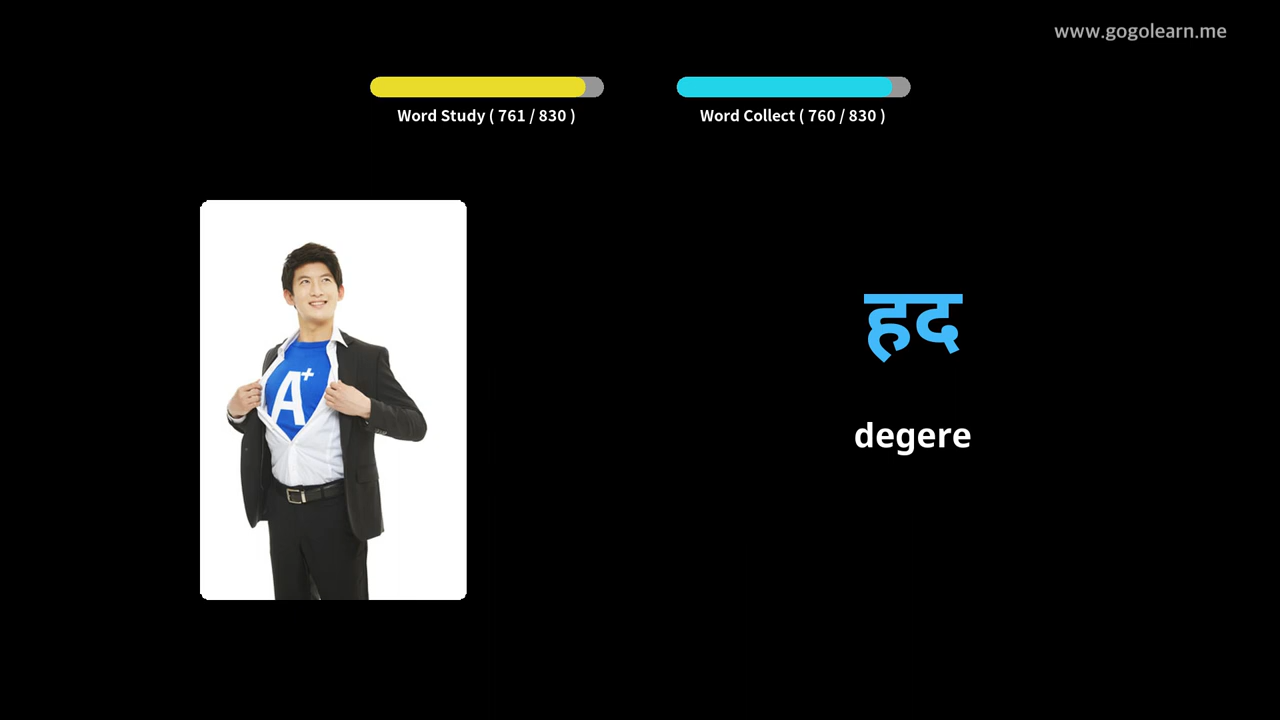 www.gogolearn.me
Word Study ( 761 / 830 )
Word Collect ( 760 / 830 )
A+
हद
degere